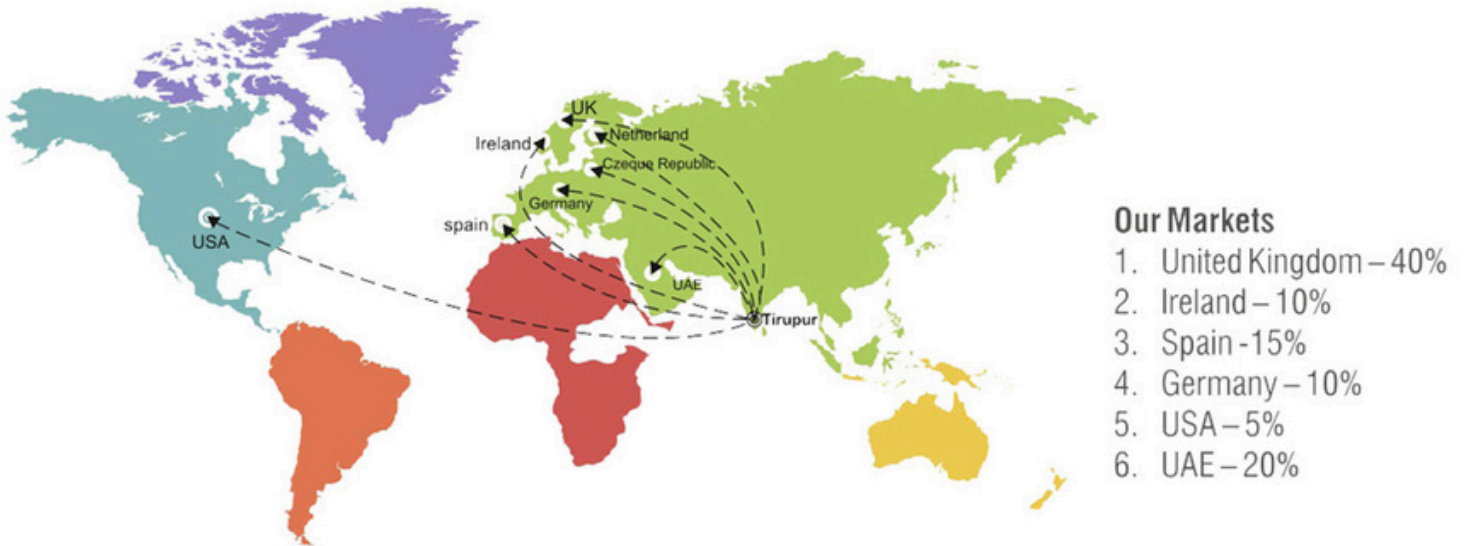 UK
Ireland
Netherland
Czeque Republic
Germany
spain
USA
UAE
Tirupur
Our Markets
1. United Kingdom – 40%
2. Ireland – 10%
3. Spain -15%
4. Germany – 10%
5. USA – 5%
6. UAE – 20%